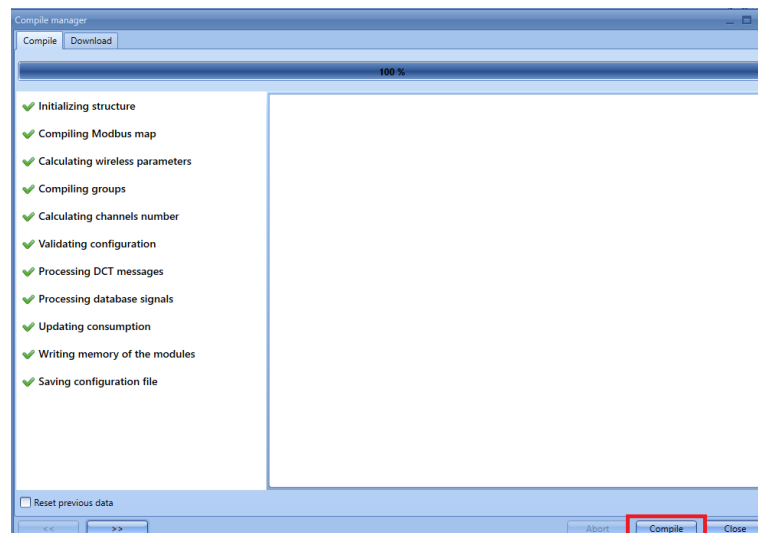 Compile manager
Compile Download
100 %
Initializing structure
Compiling Modbus map
Calculating wireless parameters
Compiling groups
Calculating channels number
Validating configuration
Processing DCT messages
Processing database signals
Updating consumption
Writing memory of the modules
Saving configuration file
Reset previous data
<< >> Abort Compile Close